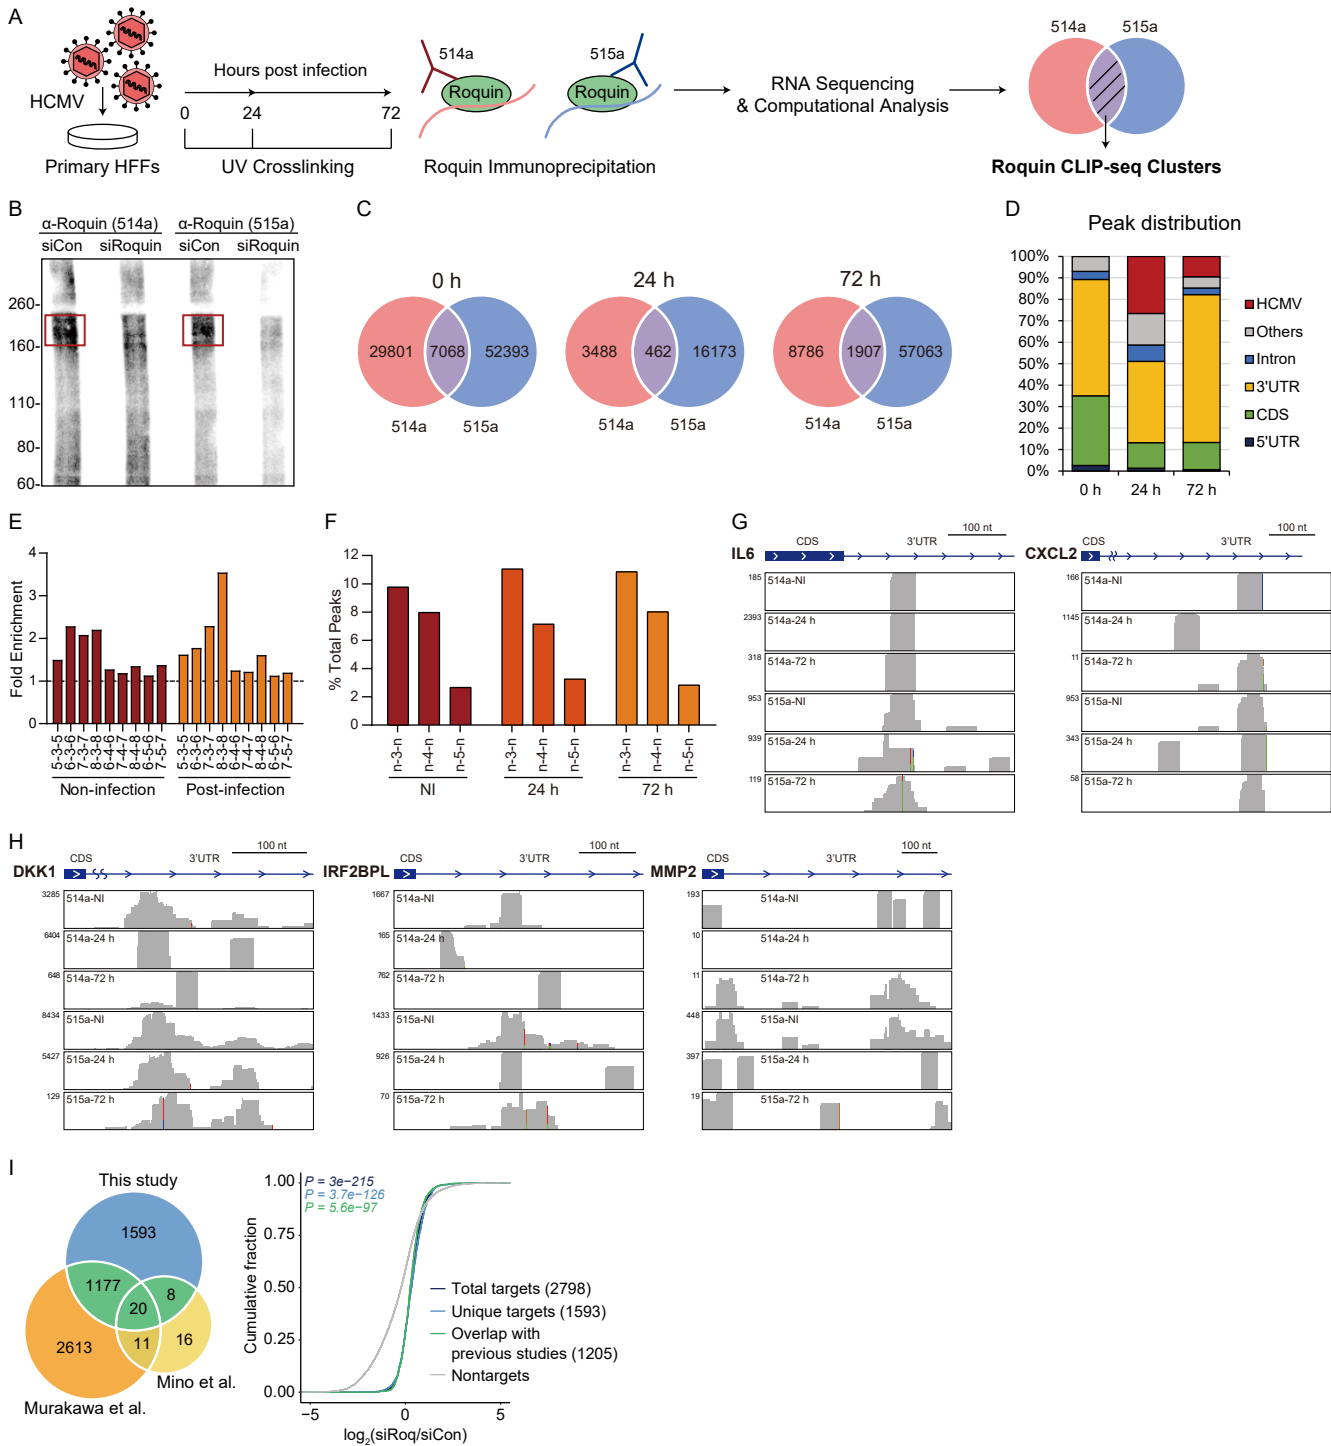 A
HCMV
Primary HFFs
Hours post infection
0
24
72
UV Crosslinking
514a
515a
Roquin
Roquin
Roquin Immunoprecipitation
RNA Sequencing
& Computational Analysis
514a
515a
Roquin CLIP-seq Clusters
B
α-Roquin (514a)
α-Roquin (515a)
siCon
siRoquin
siCon
siRoquin
260-
160-
110-
80-
60-
C
0 h
29801
7068
52393
514a
515a
24 h
3488
462
16173
514a
515a
72 h
8786
1907
57063
514a
515a
D
Peak distribution
100%
90%
80%
70%
60%
50%
40%
30%
20%
10%
0%
0 h
24 h
72 h
HCMV
Others
Intron
3'UTR
CDS
5'UTR
E
Fold Enrichment
4
3
2
1
0
5-3-5
6-3-6
7-3-7
8-3-8
6-4-6
7-4-7
8-4-8
6-5-6
7-5-7
5-3-5
6-3-6
7-3-7
8-3-8
6-4-6
7-4-7
8-4-8
6-5-6
7-5-7
Non-infection
Post-infection
F
% Total Peaks
12
10
8
6
4
2
0
n-3-n
n-4-n
n-5-n
n-3-n
n-4-n
n-5-n
n-3-n
n-4-n
n-5-n
NI
24 h
72 h
G
100 nt
CDS
3'UTR
IL6
185
514a-NI
2393
514a-24 h
318
514a-72 h
953
515a-NI
939
515a-24 h
119
515a-72 h
100 nt
CDS
3'UTR
CXCL2
166
514a-NI
1145
514a-24 h
11
514a-72 h
953
515a-NI
343
515a-24 h
58
515a-72 h
H
100 nt
CDS
3'UTR
DKK1
3285
514a-NI
6404
514a-24 h
648
514a-72 h
8434
515a-NI
5427
515a-24 h
129
515a-72 h
100 nt
CDS
3'UTR
IRF2BPL
1667
514a-NI
165
514a-24 h
762
514a-72 h
1433
515a-NI
926
515a-24 h
70
515a-72 h
100 nt
CDS
3'UTR
MMP2
193
514a-NI
10
514a-24 h
11
514a-72 h
448
515a-NI
397
515a-24 h
19
515a-72 h
I
This study
1593
1177
8
20
2613
11
16
Mino et al.
Murakawa et al.
Cumulative fraction
1.00
0.75
0.50
0.25
0.00
P = 3e−215
P = 3.7e−126
P = 5.6e−97
Total targets (2798)
Unique targets (1593)
Overlap with
previous studies (1205)
Nontargets
−5
0
5
log2(siRoq/siCon)